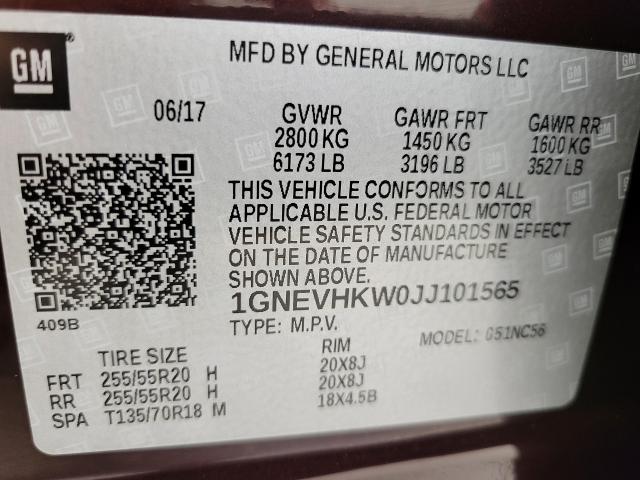 GM
MFD BY GENERAL MOTORS LLC
06/17 GVWR GAWR FRT GAWR RR
2800 KG 1450 KG 1600 KG
6173 LB 3196 LB 3527 LB
THIS VEHICLE CONFORMS TO ALL
APPLICABLE U.S. FEDERAL MOTOR
VEHICLE SAFETY STANDARDS IN EFFECT
ON THE DATE OF MANUFACTURE
SHOWN ABOVE.
1GNEVHKW0JJ101565
409B
TYPE: M.P.V. MODEL: G51NC56
TIRE SIZE RIM
FRT 255/55R20 H 20X8J
RR 255/55R20 H 20X8J
SPA T135/70R18 M 18X4.5B